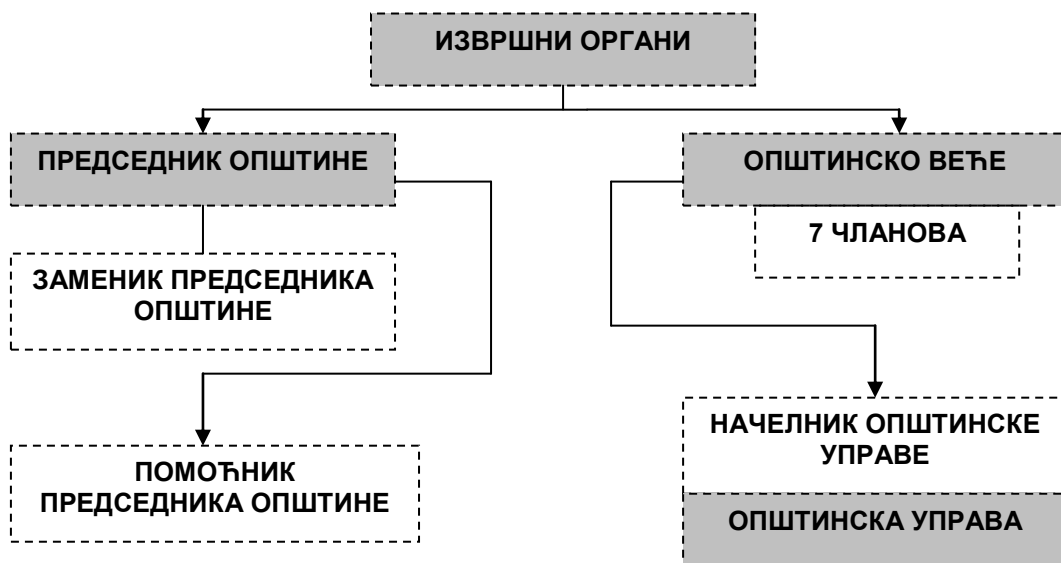 ИЗВРШНИ ОРГАНИ
ПРЕДСЕДНИК ОПШТИНЕ
ОПШТИНСКО ВЕЋЕ
7 ЧЛАНОВА
ЗАМЕНИК ПРЕДСЕДНИКА
ОПШТИНЕ
НАЧЕЛНИК ОПШТИНСКЕ
УПРАВЕ
ПОМОЋНИК
ПРЕДСЕДНИКА ОПШТИНЕ
ОПШТИНСКА УПРАВА